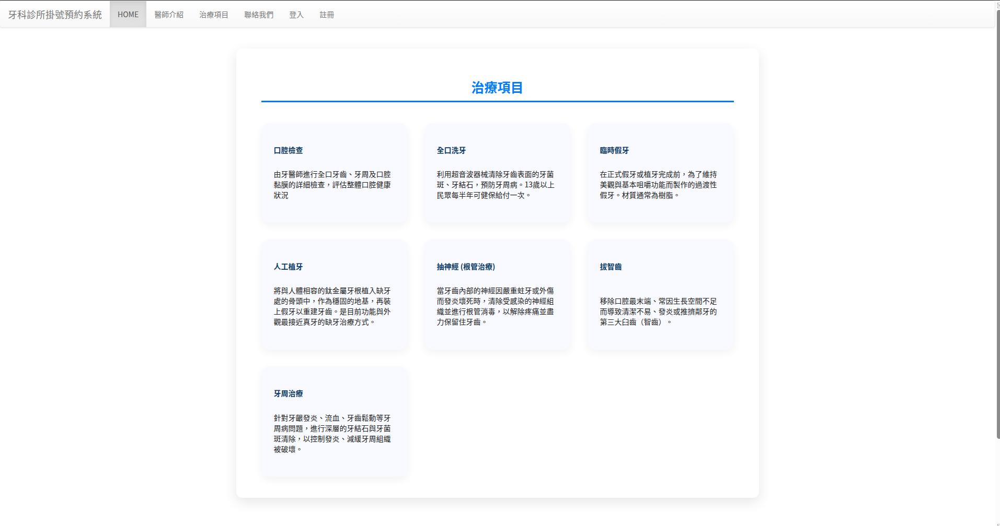 牙科診所掛號預約系統 HOME 醫師介紹 治療項目 聯絡我們 登入 註冊
治療項目
口腔檢查
由牙醫師進行全口牙齒、牙周及口腔
黏膜的詳細檢查，評估整體口腔健康
狀況
全口洗牙
利用超音波器械清除牙齒表面的牙菌
斑、牙結石，預防牙周病。13歲以上
民眾每半年可健保給付一次。
臨時假牙
在正式假牙或植牙完成前，為了維持
美觀與基本咀嚼功能而製作的過渡性
假牙。材質通常為樹脂。
人工植牙
將與人體相容的鈦金屬牙根植入缺牙
處的骨頭中，作為穩固的地基，再裝
上假牙以重建牙齒。是目前功能與外
觀最接近真牙的缺牙治療方式。
抽神經 (根管治療)
當牙齒內部的神經因嚴重蛀牙或外傷
而發炎壞死時，清除受感染的神經組
織並進行根管消毒，以解除疼痛並盡
力保留住牙齒。
拔智齒
移除口腔最末端、常因生長空間不足
而導致清潔不易、發炎或推擠鄰牙的
第三大臼齒（智齒）。
牙周治療
針對牙齦發炎、流血、牙齒鬆動等牙
周病問題，進行深層的牙結石與牙菌
斑清除，以控制發炎、減緩牙周組織
被破壞。